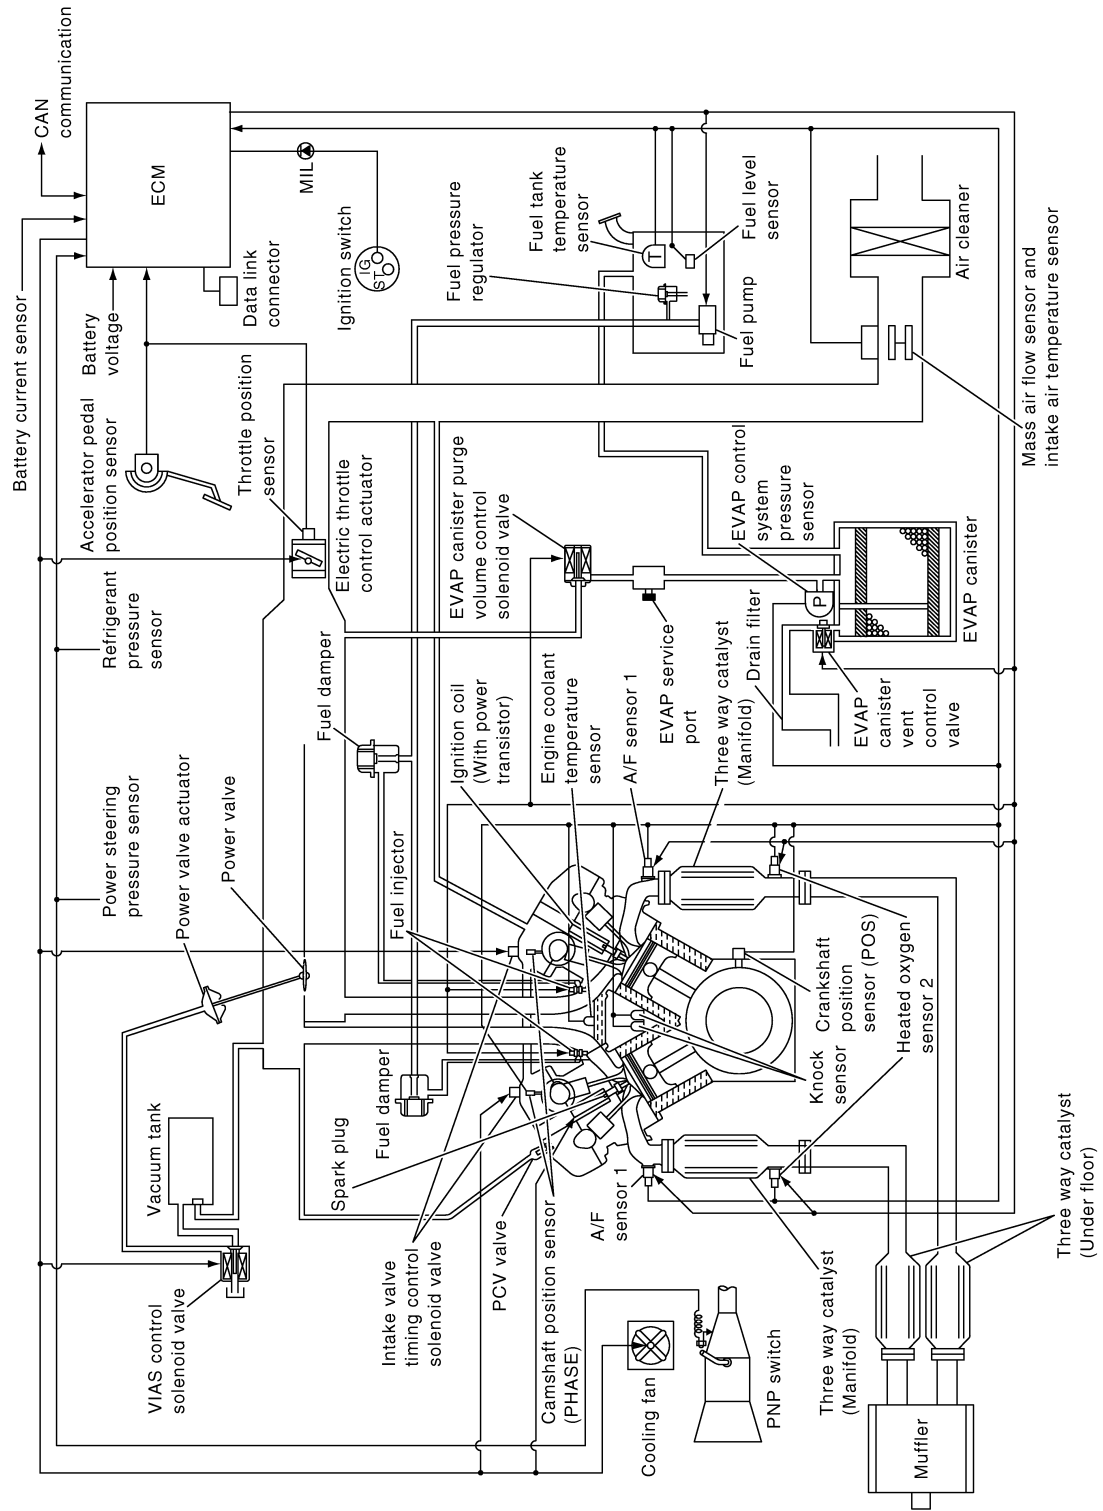 Battery current sensor
CAN
communication
VIAS control
solenoid valve
Vacuum tank
Power valve actuator
Power valve
Power steering
pressure sensor
Refrigerant
pressure
sensor
Accelerator pedal
position sensor
Battery
voltage
ECM
Data link
connector
MIL
Ignition switch
IG
ST
Throttle position
sensor
Electric throttle
control actuator
Fuel damper
Fuel damper
Fuel injector
Spark plug
Intake valve
timing control
solenoid valve
PCV valve
Camshaft position sensor
(PHASE)
Ignition coil
(With power
transistor)
Engine coolant
temperature
sensor
A/F sensor 1
A/F
sensor 1
EVAP canister purge
volume control
solenoid valve
EVAP service
port
Fuel pressure
regulator
Fuel tank
temperature
sensor
T
Fuel level
sensor
Fuel pump
Three way catalyst
(Manifold)
Drain filter
EVAP control
system
pressure
sensor
P
EVAP
canister
vent
control
valve
EVAP canister
Air cleaner
Mass air flow sensor and
intake air temperature sensor
Cooling fan
PNP switch
Three way catalyst
(Manifold)
Knock
sensor
Crankshaft
position
sensor (POS)
Heated oxygen
sensor 2
Muffler
Three way catalyst
(Under floor)